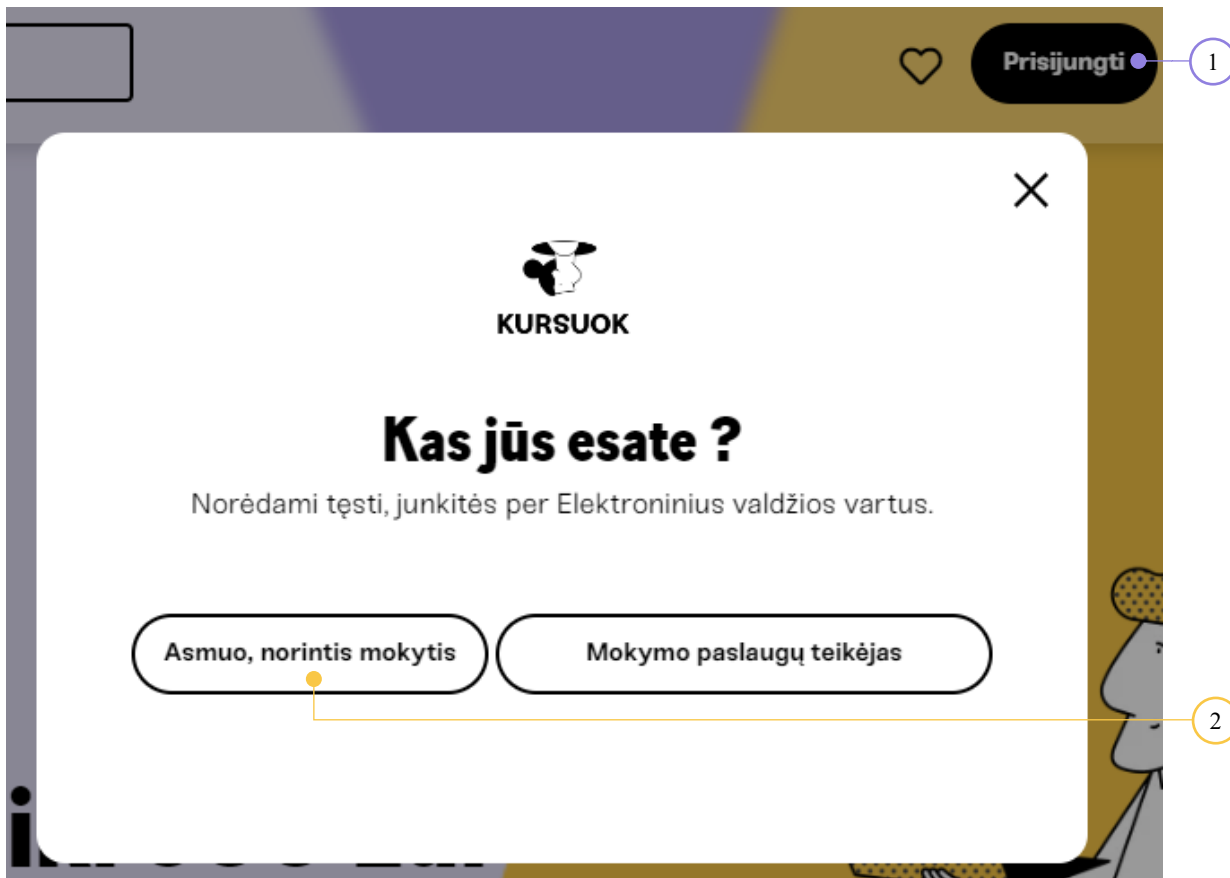 Prisijungti
1
KURSUOK
Kas jūs esate ?
Norėdami tęsti, junkitės per Elektroninius valdžios vartus.
Asmuo, norintis mokytis
Mokymo paslaugų teikėjas
2